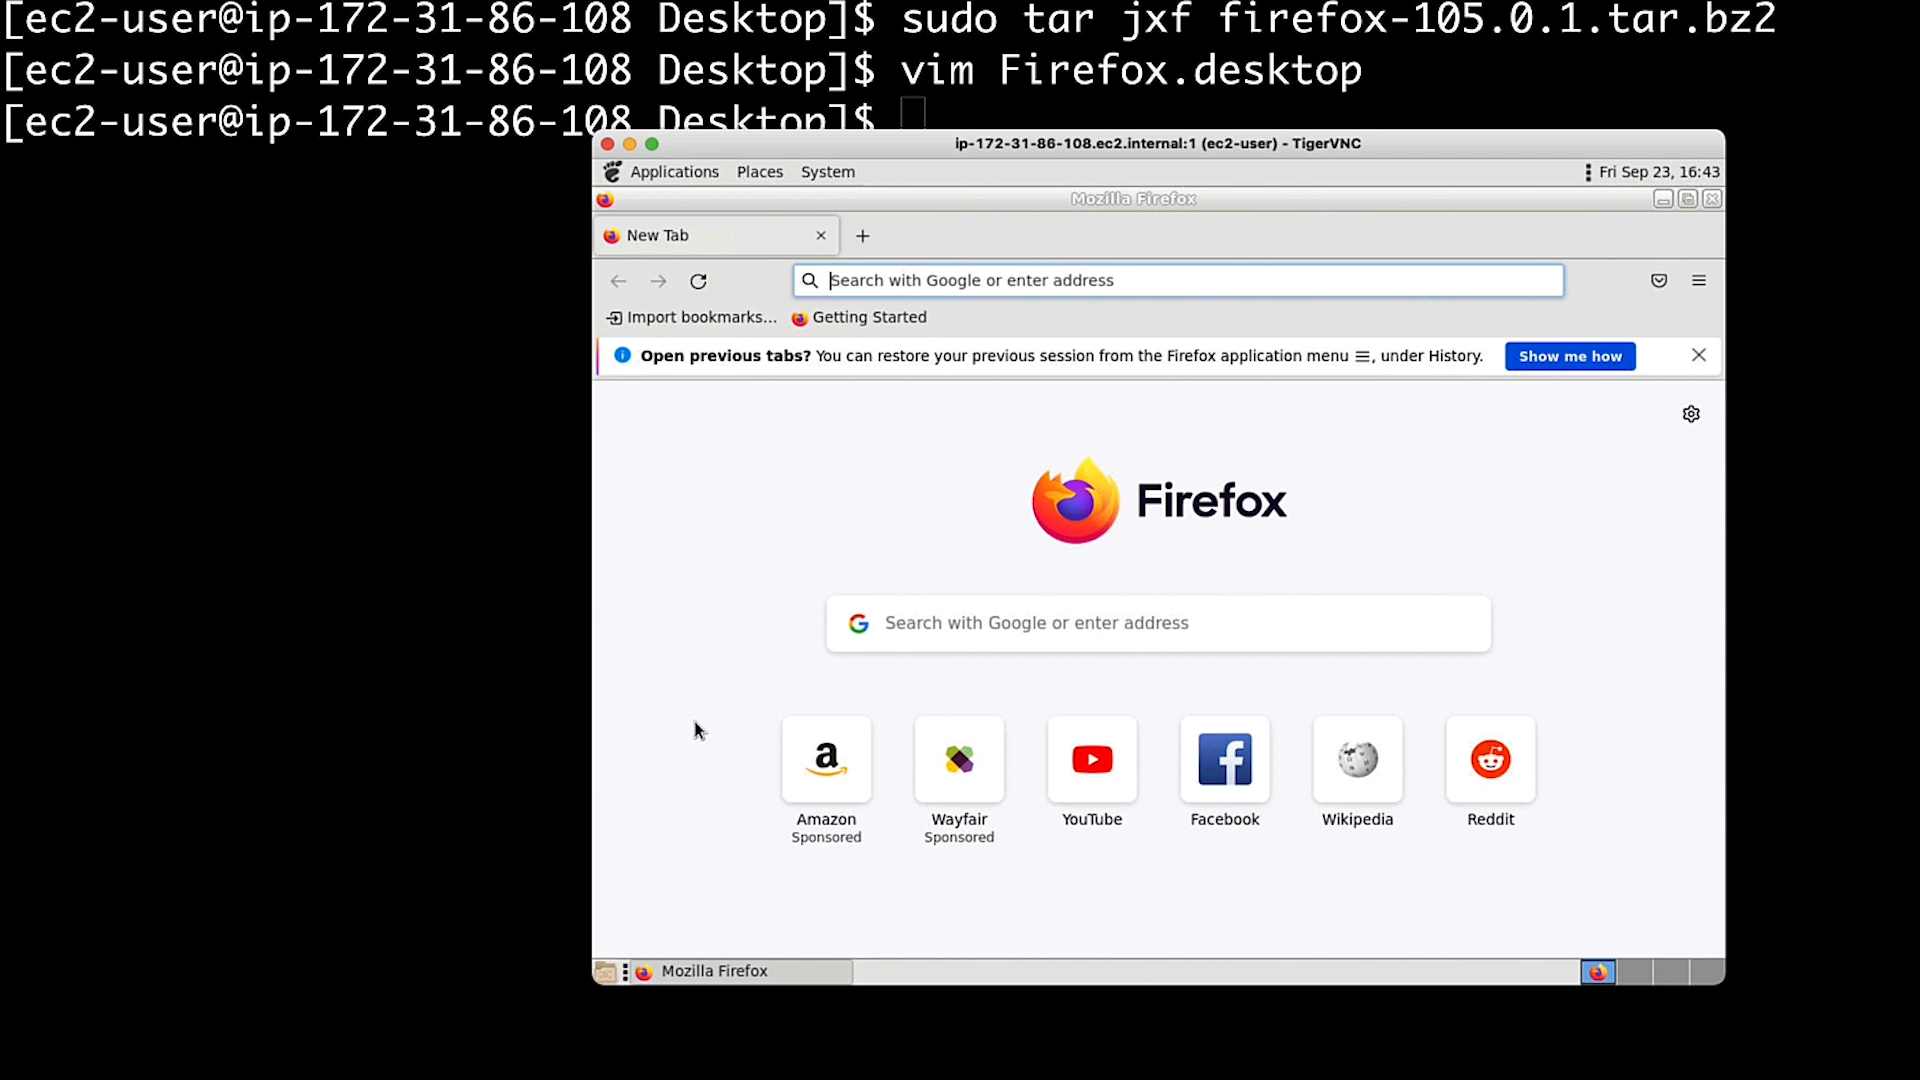 [ec2-user@ip-172-31-86-108 Desktop]$ sudo tar jxf firefox-105.0.1.tar.bz2
[ec2-user@ip-172-31-86-108 Desktop]$ vim Firefox.desktop
[ec2-user@ip-172-31-86-108 Desktop]$
ip-172-31-86-108.ec2.internal:1 (ec2-user) - TigerVNC
Applications Places System Fri Sep 23, 16:43
Mozilla Firefox
New Tab
Search with Google or enter address
Import bookmarks... Getting Started
Open previous tabs? You can restore your previous session from the Firefox application menu ≡, under History. Show me how
Firefox
Search with Google or enter address
Amazon Wayfair YouTube Facebook Wikipedia Reddit
Sponsored Sponsored
Mozilla Firefox